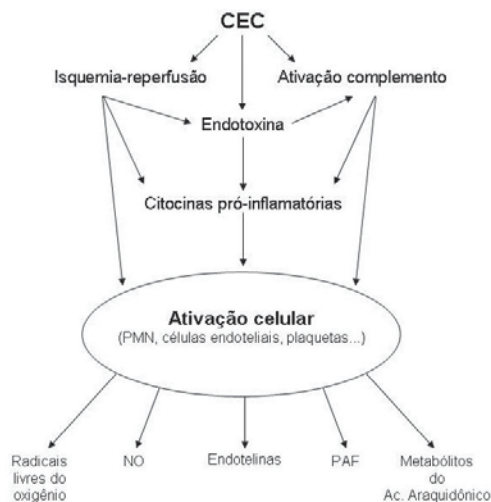 CEC
Isquemia-reperfusão
Ativação complemento
Endotoxina
Citocinas pró-inflamatórias
Ativação celular
(PMN, células endoteliais, plaquetas...)
Radicais
livres do
oxigênio
NO
Endotelinas
PAF
Metabólitos
do
Ac. Araquidônico